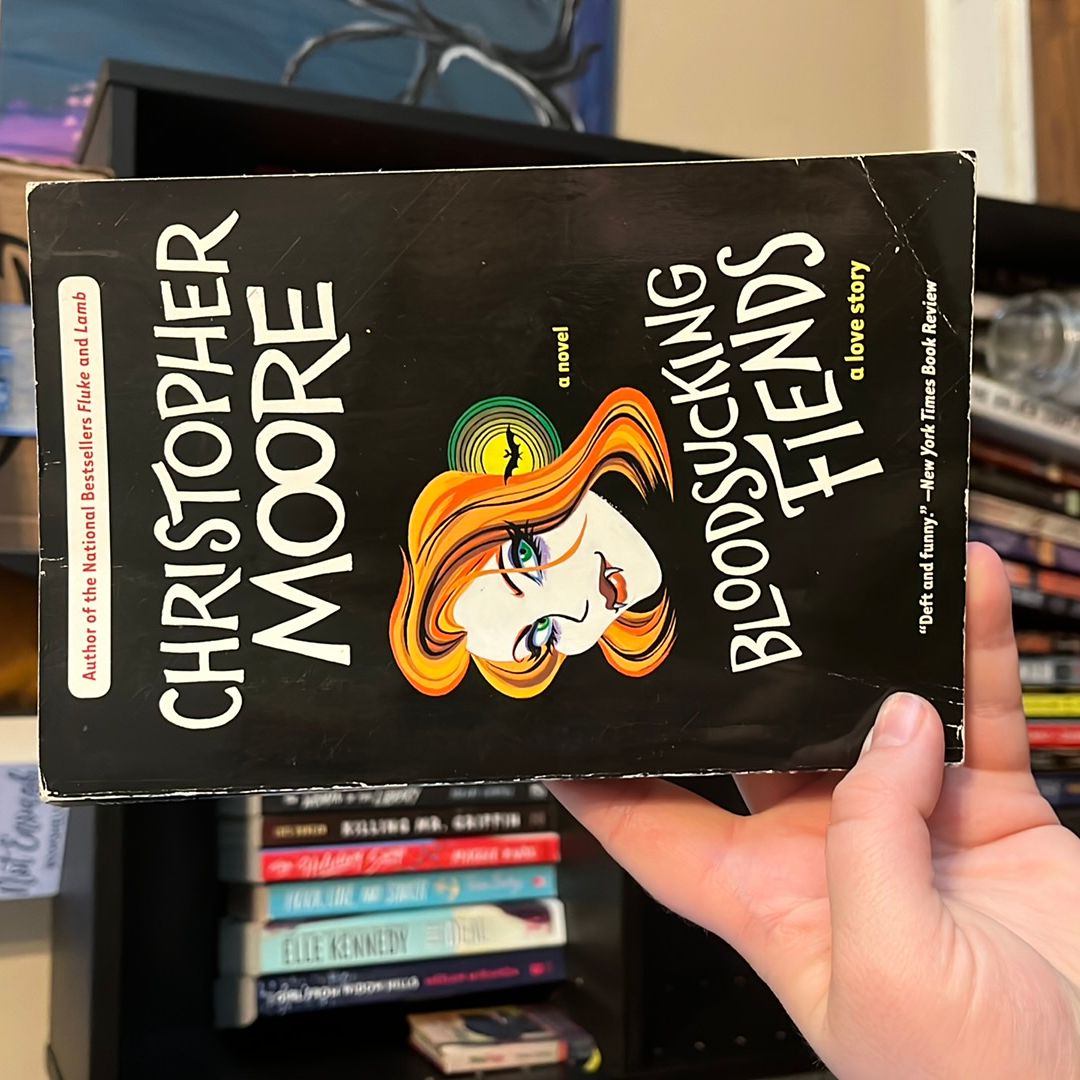 Author of the National Bestsellers Fluke and Lamb
CHRISTOPHER
MOORE
a novel
BLOODSUCKING
FIENDS
a love story
“Deft and funny.” —New York Times Book Review
KILLING MR. GRIFFIN
ELLE KENNEDY